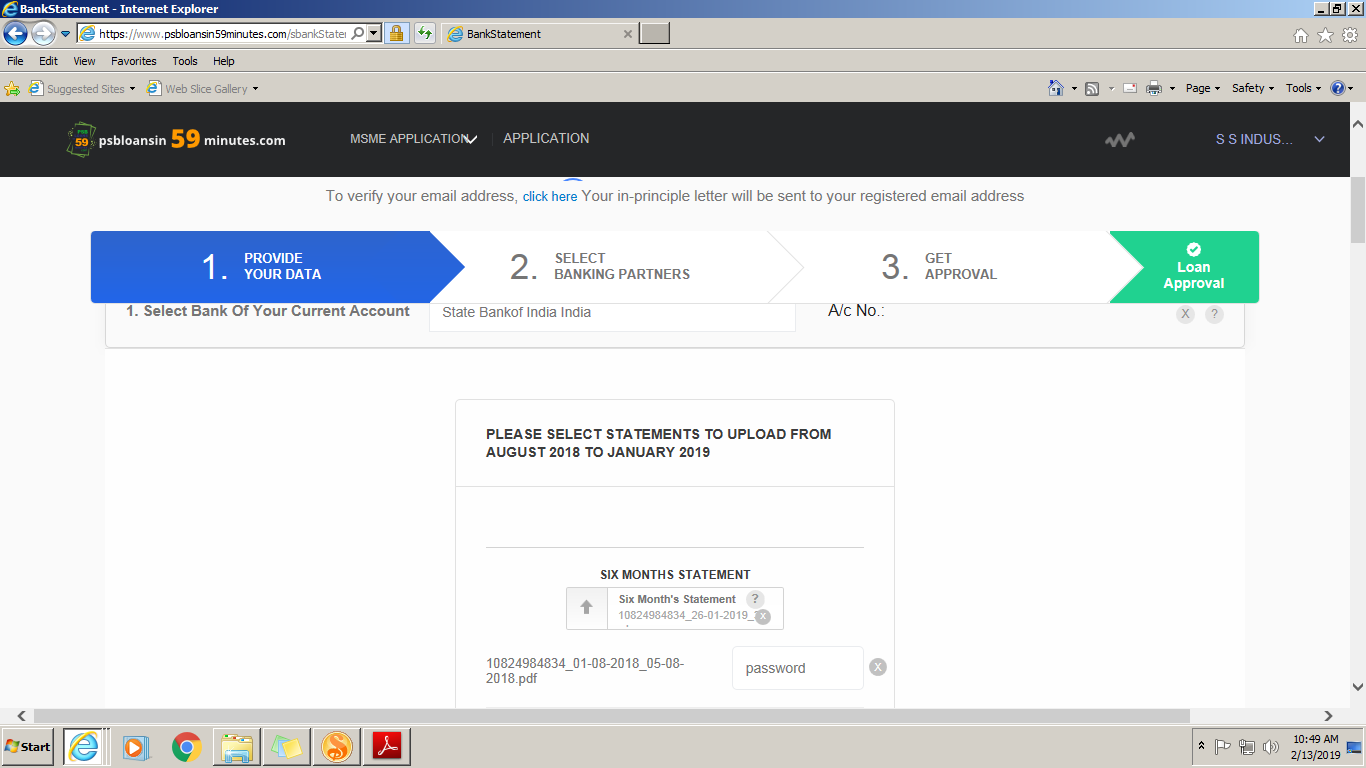 BankStatement - Internet Explorer
https://www.psbloansin59minutes.com/sbankStatem
BankStatement
File Edit View Favorites Tools Help
Suggested Sites Web Slice Gallery
Page Safety Tools
psbloansin 59 minutes.com
MSME APPLICATION
APPLICATION
S S INDUS...
To verify your email address, click here Your in-principle letter will be sent to your registered email address
1. PROVIDE
YOUR DATA
2. SELECT
BANKING PARTNERS
3. GET
APPROVAL
Loan
Approval
1. Select Bank Of Your Current Account
State Bankof India India
A/c No.:
X ?
PLEASE SELECT STATEMENTS TO UPLOAD FROM
AUGUST 2018 TO JANUARY 2019
SIX MONTHS STATEMENT
Six Month's Statement ?
10824984834_26-01-2019_
X
10824984834_01-08-2018_05-08-
2018.pdf
password
X
Start
10:49 AM
2/13/2019